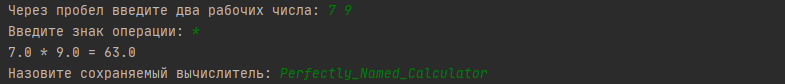 Через пробел введите два рабочих числа: 7 9
Введите знак операции: *
7.0 * 9.0 = 63.0
Назовите сохраняемый вычислитель: Perfectly_Named_Calculator